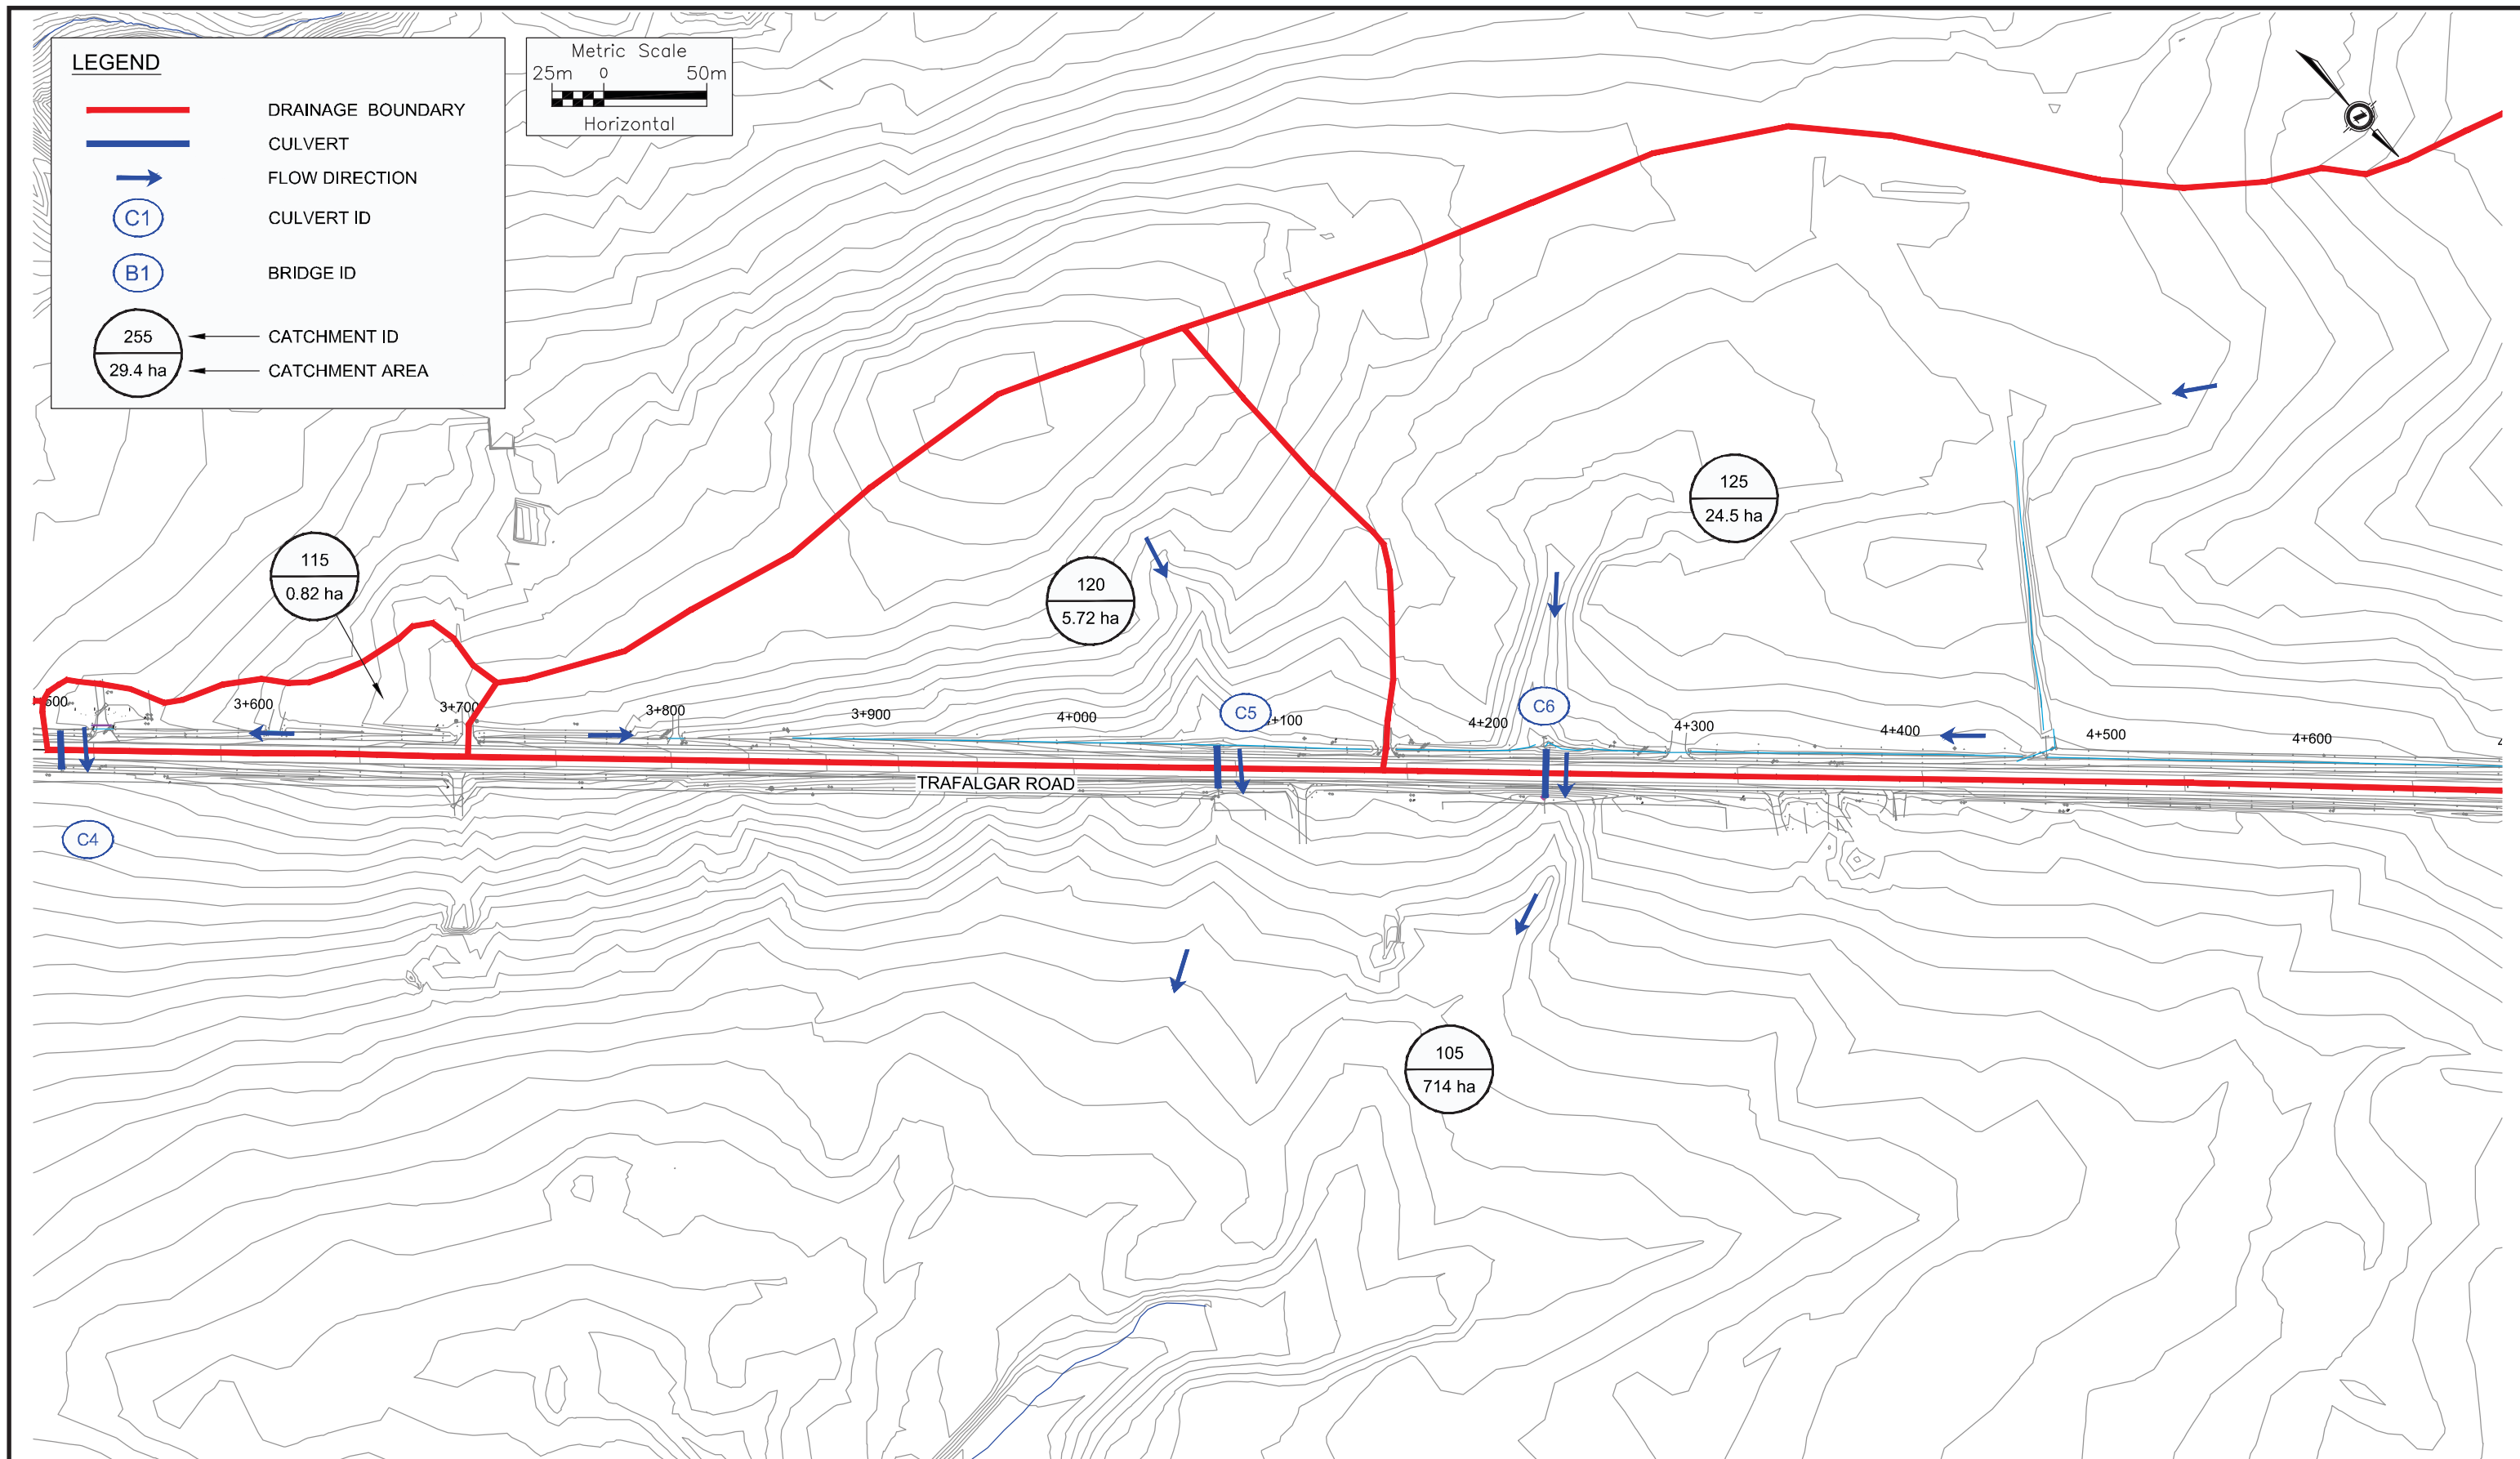 LEGEND
DRAINAGE BOUNDARY
CULVERT
FLOW DIRECTION
C1
CULVERT ID
B1
BRIDGE ID
255
CATCHMENT ID
29.4 ha
CATCHMENT AREA
Metric Scale
25m 0 50m
Horizontal
N
125
24.5 ha
115
0.82 ha
120
5.72 ha
3+600
3+700
3+800
3+900
4+000
C5
4+200
C6
4+300
4+400
4+500
4+600
TRAFALGAR ROAD
C4
105
714 ha